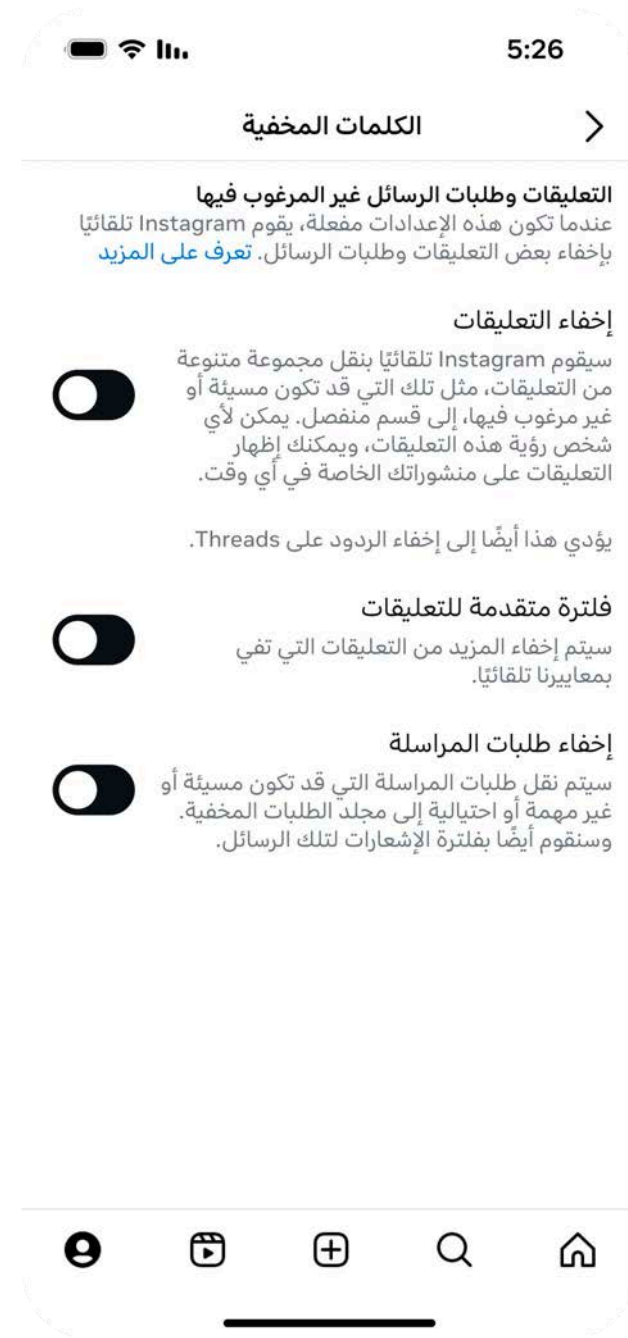 5:26
الكلمات المخفية
التعليقات وطلبات الرسائل غير المرغوب فيها
عندما تكون هذه الإعدادات مفعلة، يقوم Instagram تلقائيًا
بإخفاء بعض التعليقات وطلبات الرسائل. تعرف على المزيد
إخفاء التعليقات
سيقوم Instagram تلقائيًا بنقل مجموعة متنوعة
من التعليقات، مثل تلك التي قد تكون مسيئة أو
غير مرغوب فيها، إلى قسم منفصل. يمكن لأي
شخص رؤية هذه التعليقات، ويمكنك إظهار
التعليقات على منشوراتك الخاصة في أي وقت.
يؤدي هذا أيضًا إلى إخفاء الردود على Threads.
فلترة متقدمة للتعليقات
سيتم إخفاء المزيد من التعليقات التي تفي
بمعاييرنا تلقائيًا.
إخفاء طلبات المراسلة
سيتم نقل طلبات المراسلة التي قد تكون مسيئة أو
غير مهمة أو احتيالية إلى مجلد الطلبات المخفية.
وسنقوم أيضًا بفلترة الإشعارات لتلك الرسائل.